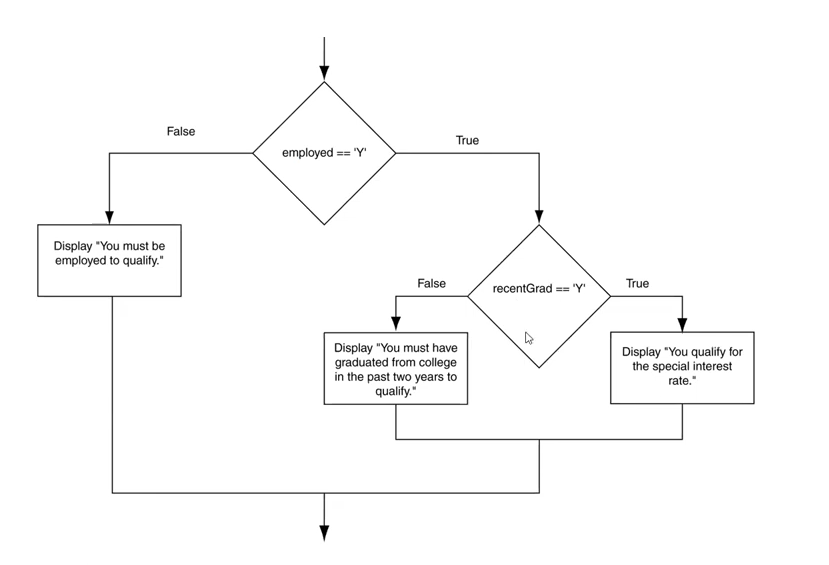 False
employed == 'Y'
True
Display "You must be
employed to qualify."
False
recentGrad == 'Y'
True
Display "You must have
graduated from college
in the past two years to
qualify."
Display "You qualify for
the special interest
rate."